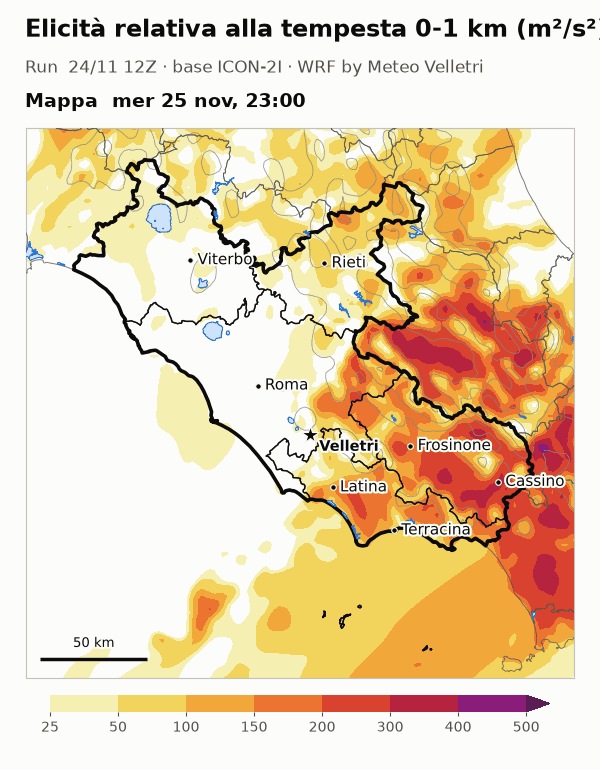 Elicità relativa alla tempesta 0-1 km (m²/s²)
Run 24/11 12Z · base ICON-2I · WRF by Meteo Velletri
Mappa mer 25 nov, 23:00
Viterbo
Rieti
Roma
Velletri
Frosinone
Cassino
Latina
Terracina
50 km
25 50 100 150 200 300 400 500